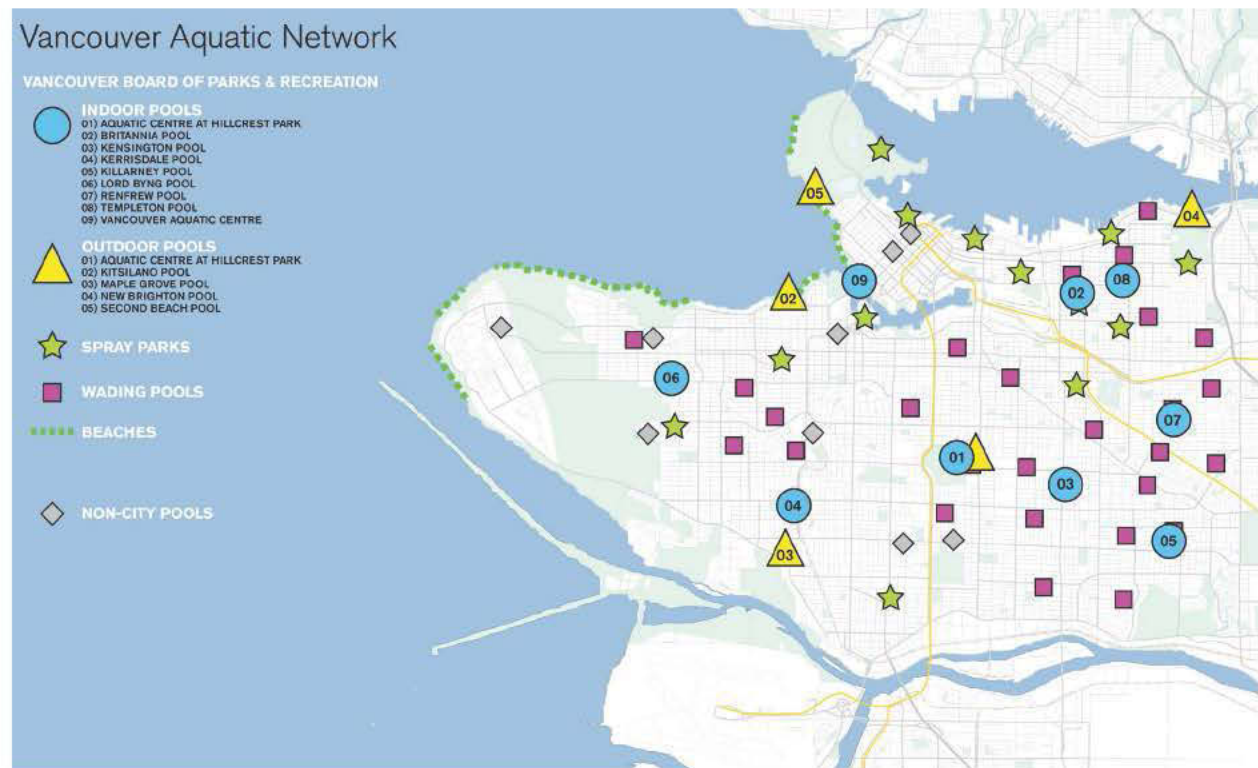 Vancouver Aquatic Network
VANCOUVER BOARD OF PARKS & RECREATION
INDOOR POOLS
01) AQUATIC CENTRE AT HILLCREST PARK
02) BRITANNIA POOL
03) KENSINGTON POOL
04) KERRISDALE POOL
05) KILLARNEY POOL
06) LORD BYNG POOL
07) RENFREW POOL
08) TEMPLETON POOL
09) VANCOUVER AQUATIC CENTRE
OUTDOOR POOLS
01) AQUATIC CENTRE AT HILLCREST PARK
02) KITSILANO POOL
03) MAPLE GROVE POOL
04) NEW BRIGHTON POOL
05) SECOND BEACH POOL
SPRAY PARKS
WADING POOLS
BEACHES
NON-CITY POOLS
05
04
09
02
08
02
06
07
01
03
04
05
03